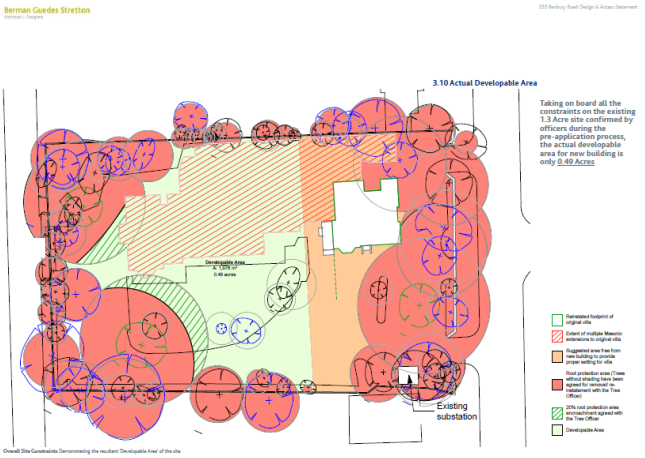 Berman Guedes Stretton
architects + designers
353 Banbury Road: Design & Access Statement
3.10 Actual Developable Area
Taking on board all the
constraints on the existing
1.3 Acre site confirmed by
officers during the
pre-application process,
the actual developable
area for new building is
only 0.49 Acres
Developable Area
A: 1,976 m²
0.49 acres
Reinstated footprint of
original villa
Extent of multiple Masonic
extensions to original villa
Suggested area free from
new building to provide
proper setting for villa
Root protection area (Trees
without shading have been
agreed for removal/ re-
instatement with the Tree
Officer)
20% root protection area
encroachment agreed with
the Tree Officer
Developable Area
Existing
substation
Overall Site Constraints Demonstrating the resultant 'Developable Area' of the site